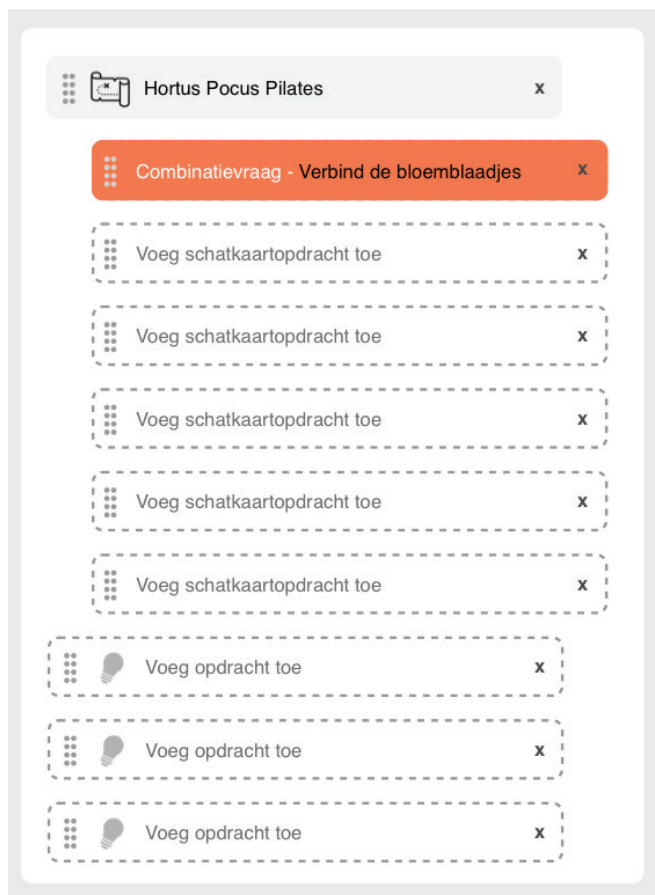 Hortus Pocus Pilates x
Combinatievraag - Verbind de bloemblaadjes x
Voeg schatkaartopdracht toe x
Voeg schatkaartopdracht toe x
Voeg schatkaartopdracht toe x
Voeg schatkaartopdracht toe x
Voeg schatkaartopdracht toe x
Voeg opdracht toe x
Voeg opdracht toe x
Voeg opdracht toe x